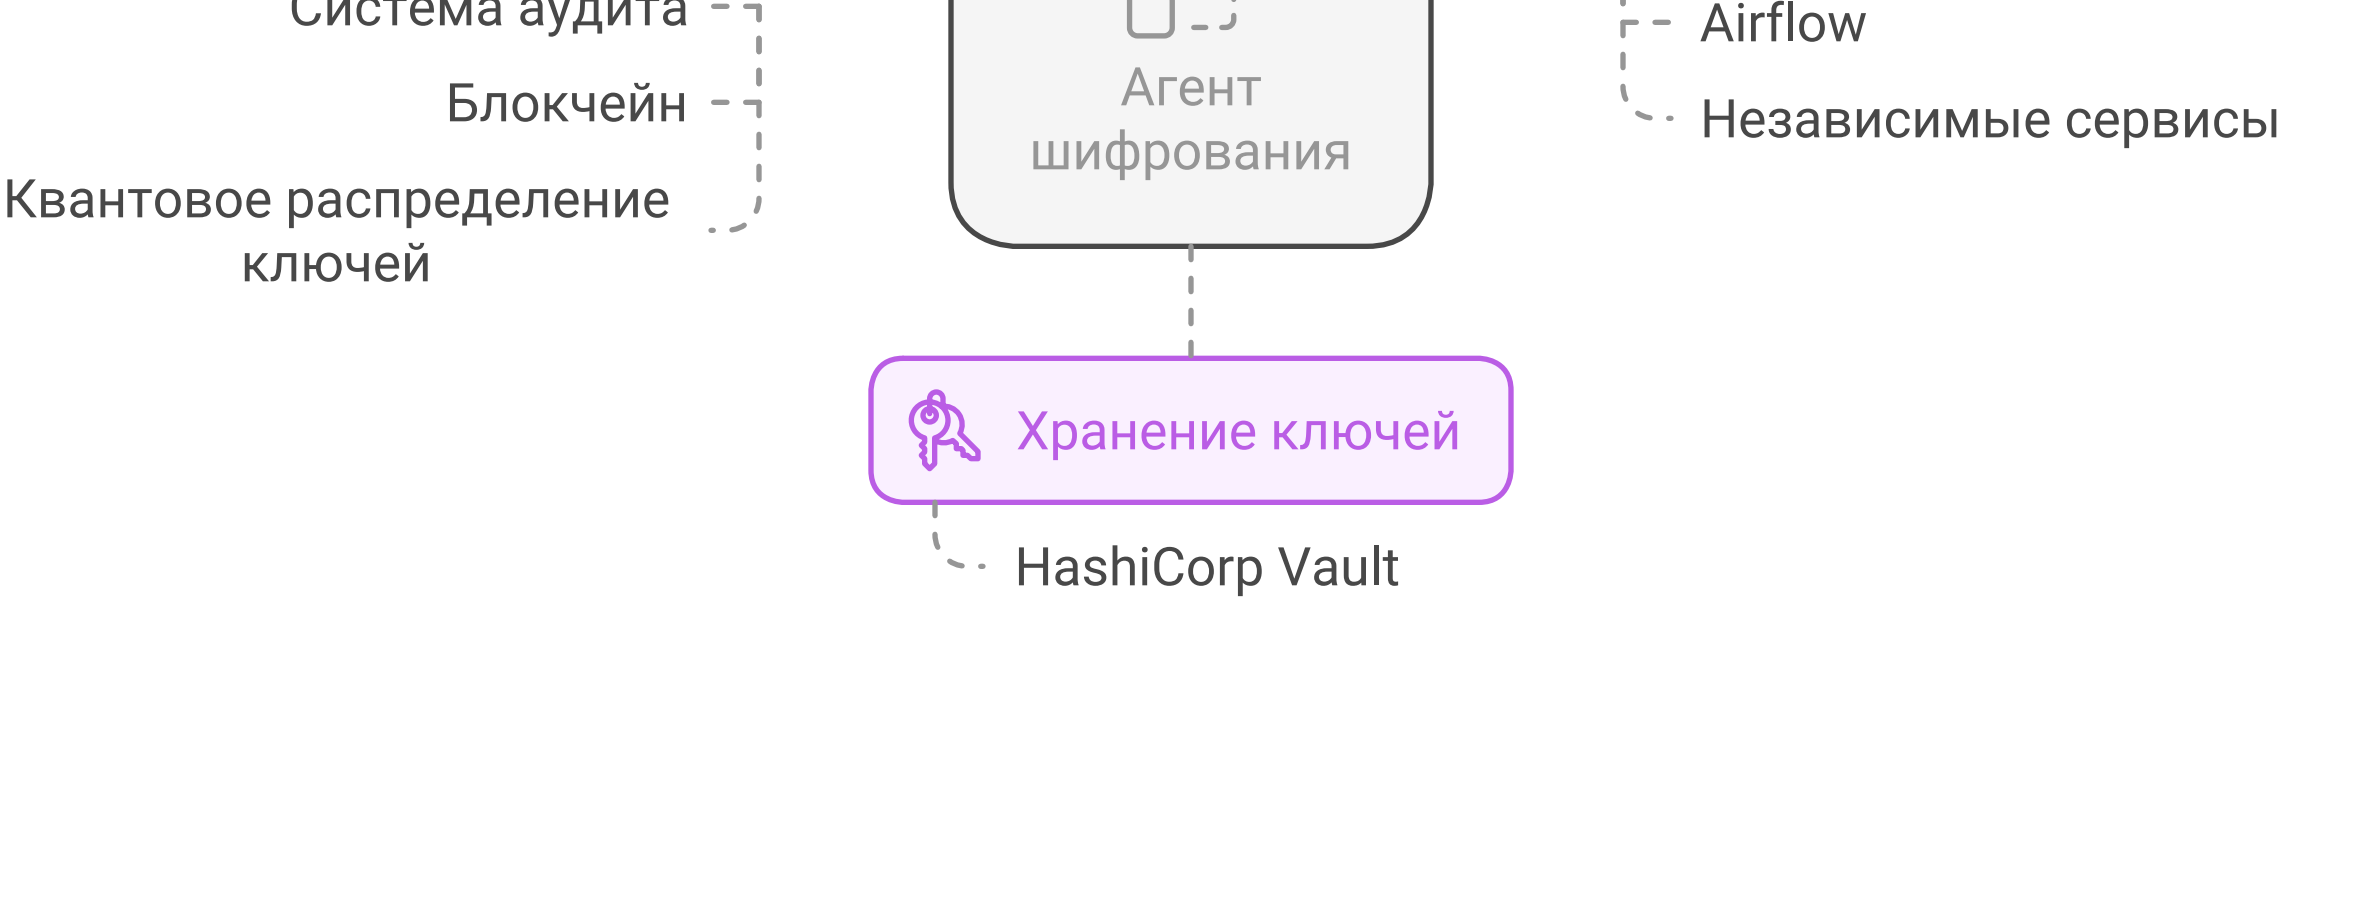 Система аудита
Блокчейн
Квантовое распределение
ключей
Агент
шифрования
Airflow
Независимые сервисы
Хранение ключей
HashiCorp Vault